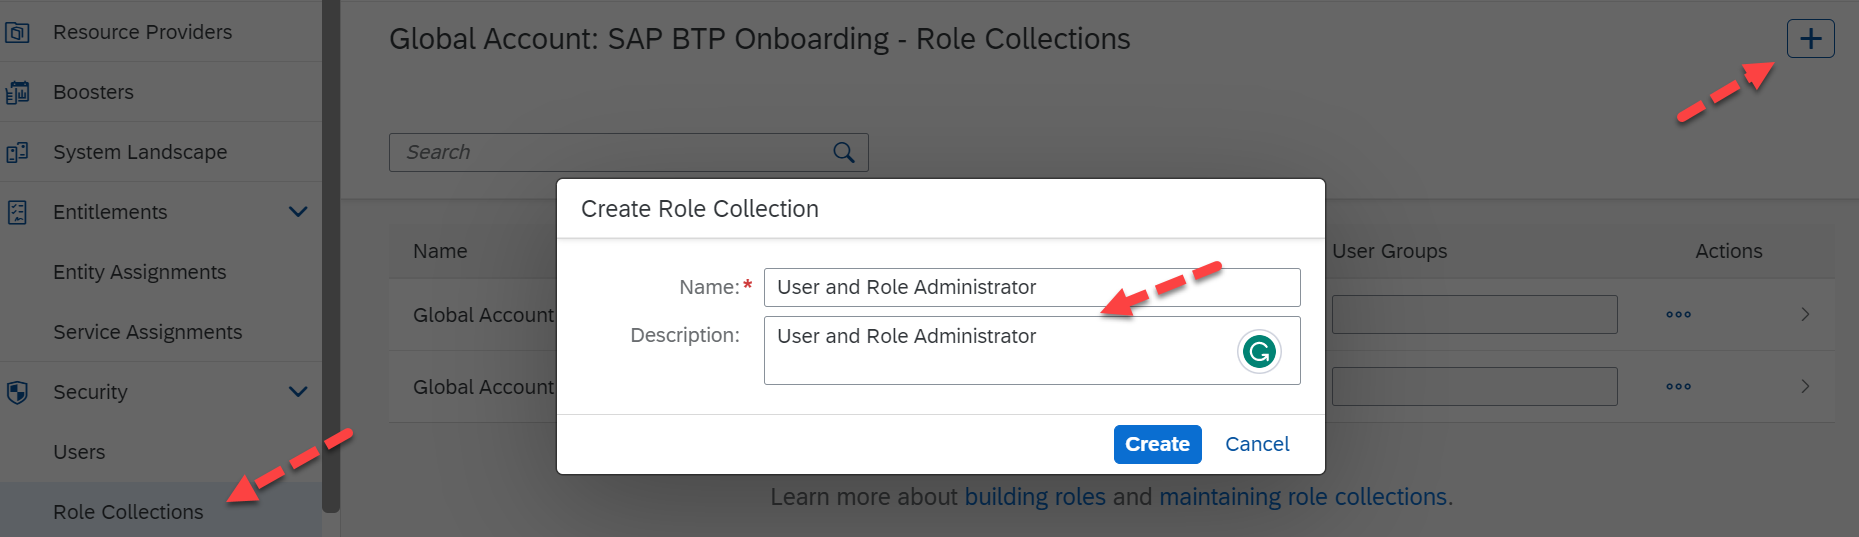 Resource Providers
Boosters
System Landscape
Entitlements
Entity Assignments
Service Assignments
Security
Users
Role Collections
Global Account: SAP BTP Onboarding - Role Collections
Search
Name
User Groups
Actions
Global Account
Global Account
Create Role Collection
Name:* User and Role Administrator
Description: User and Role Administrator
Create Cancel
Learn more about building roles and maintaining role collections.